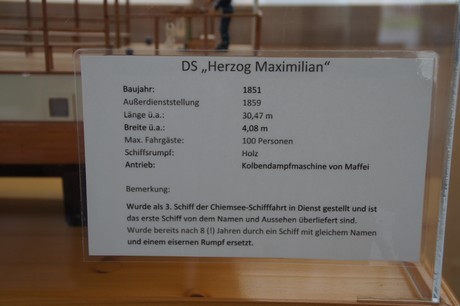 DS „Herzog Maximilian“
Baujahr: 1851
Außerdienststellung 1859
Länge ü.a.: 30,47 m
Breite ü.a.: 4,08 m
Max. Fahrgäste: 100 Personen
Schiffsrumpf: Holz
Antrieb: Kolbendampfmaschine von Maffei
Bemerkung:
Wurde als 3. Schiff der Chiemsee-Schifffahrt in Dienst gestellt und ist
das erste Schiff von dem Namen und Aussehen überliefert sind.
Wurde bereits nach 8 (!) Jahren durch ein Schiff mit gleichem Namen
und einem eisernen Rumpf ersetzt.